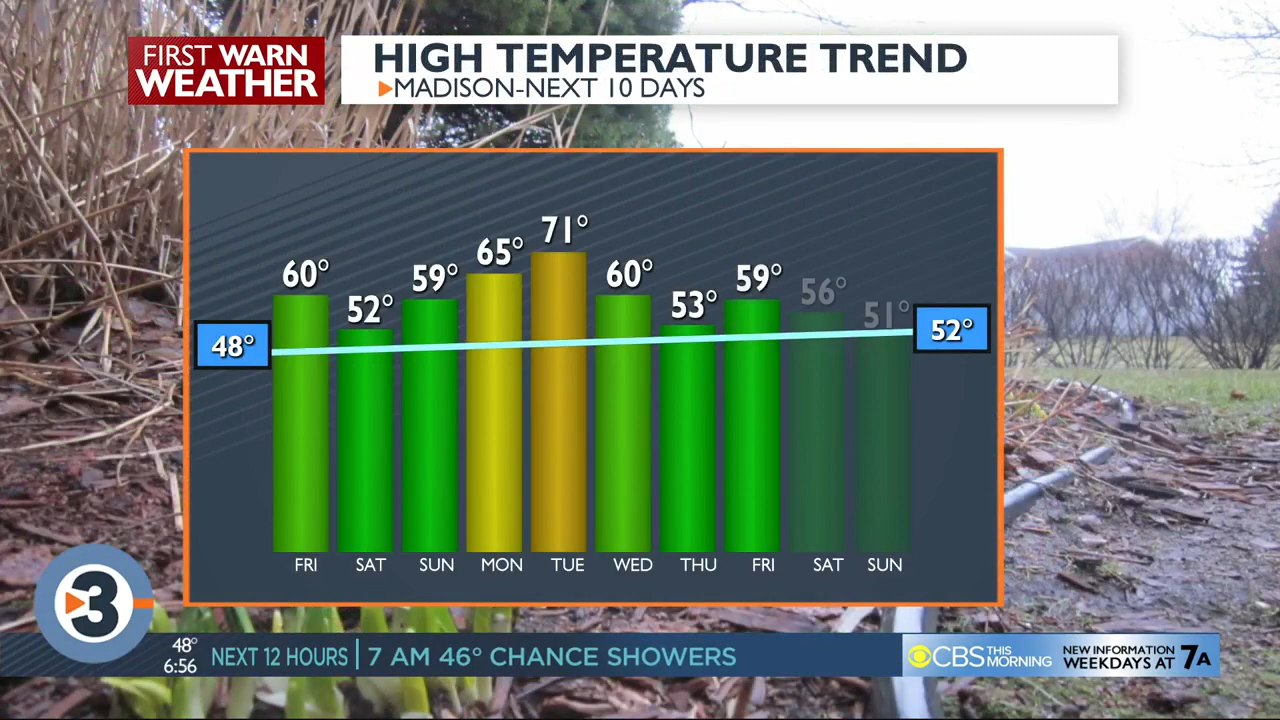 FIRST WARN
WEATHER
HIGH TEMPERATURE TREND
MADISON-NEXT 10 DAYS
60° 52° 59° 65° 71° 60° 53° 59° 56° 51°
48° 52°
FRI SAT SUN MON TUE WED THU FRI SAT SUN
3
48°
6:56
NEXT 12 HOURS 7 AM 46° CHANCE SHOWERS
CBS THIS MORNING
NEW INFORMATION
WEEKDAYS AT 7A